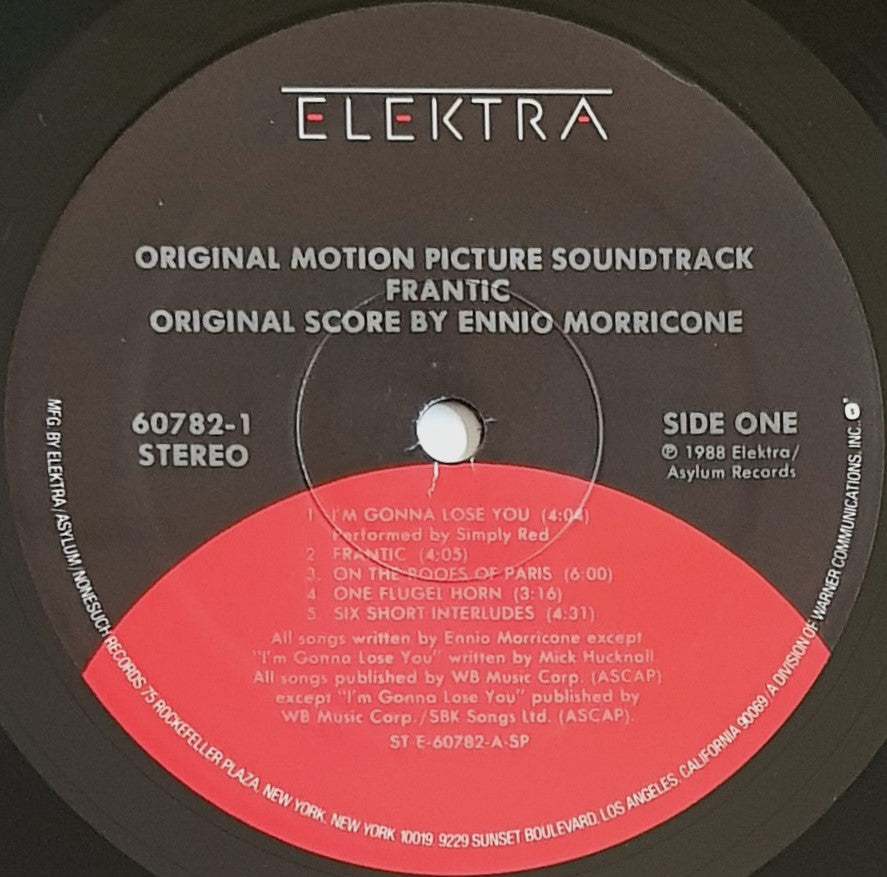 ELEKTRA
ORIGINAL MOTION PICTURE SOUNDTRACK
FRANTIC
ORIGINAL SCORE BY ENNIO MORRICONE
60782-1
STEREO
SIDE ONE
℗ 1988 Elektra/
Asylum Records
1. I'M GONNA LOSE YOU (4:04)
Performed by Simply Red
2. FRANTIC (4:05)
3. ON THE ROOFS OF PARIS (6:00)
4. ONE FLUGEL HORN (3:16)
5. SIX SHORT INTERLUDES (4:31)
All songs written by Ennio Morricone except
"I'm Gonna Lose You" written by Mick Hucknall
All songs published by WB Music Corp. (ASCAP)
except "I'm Gonna Lose You" published by
WB Music Corp./SBK Songs Ltd. (ASCAP).
ST-E-60782-A-SP
MFG. BY ELEKTRA/ASYLUM/NONESUCH RECORDS 75 ROCKEFELLER PLAZA, NEW YORK, NEW YORK 10019 9229 SUNSET BOULEVARD, LOS ANGELES, CALIFORNIA 90069/A DIVISION OF WARNER COMMUNICATIONS, INC.